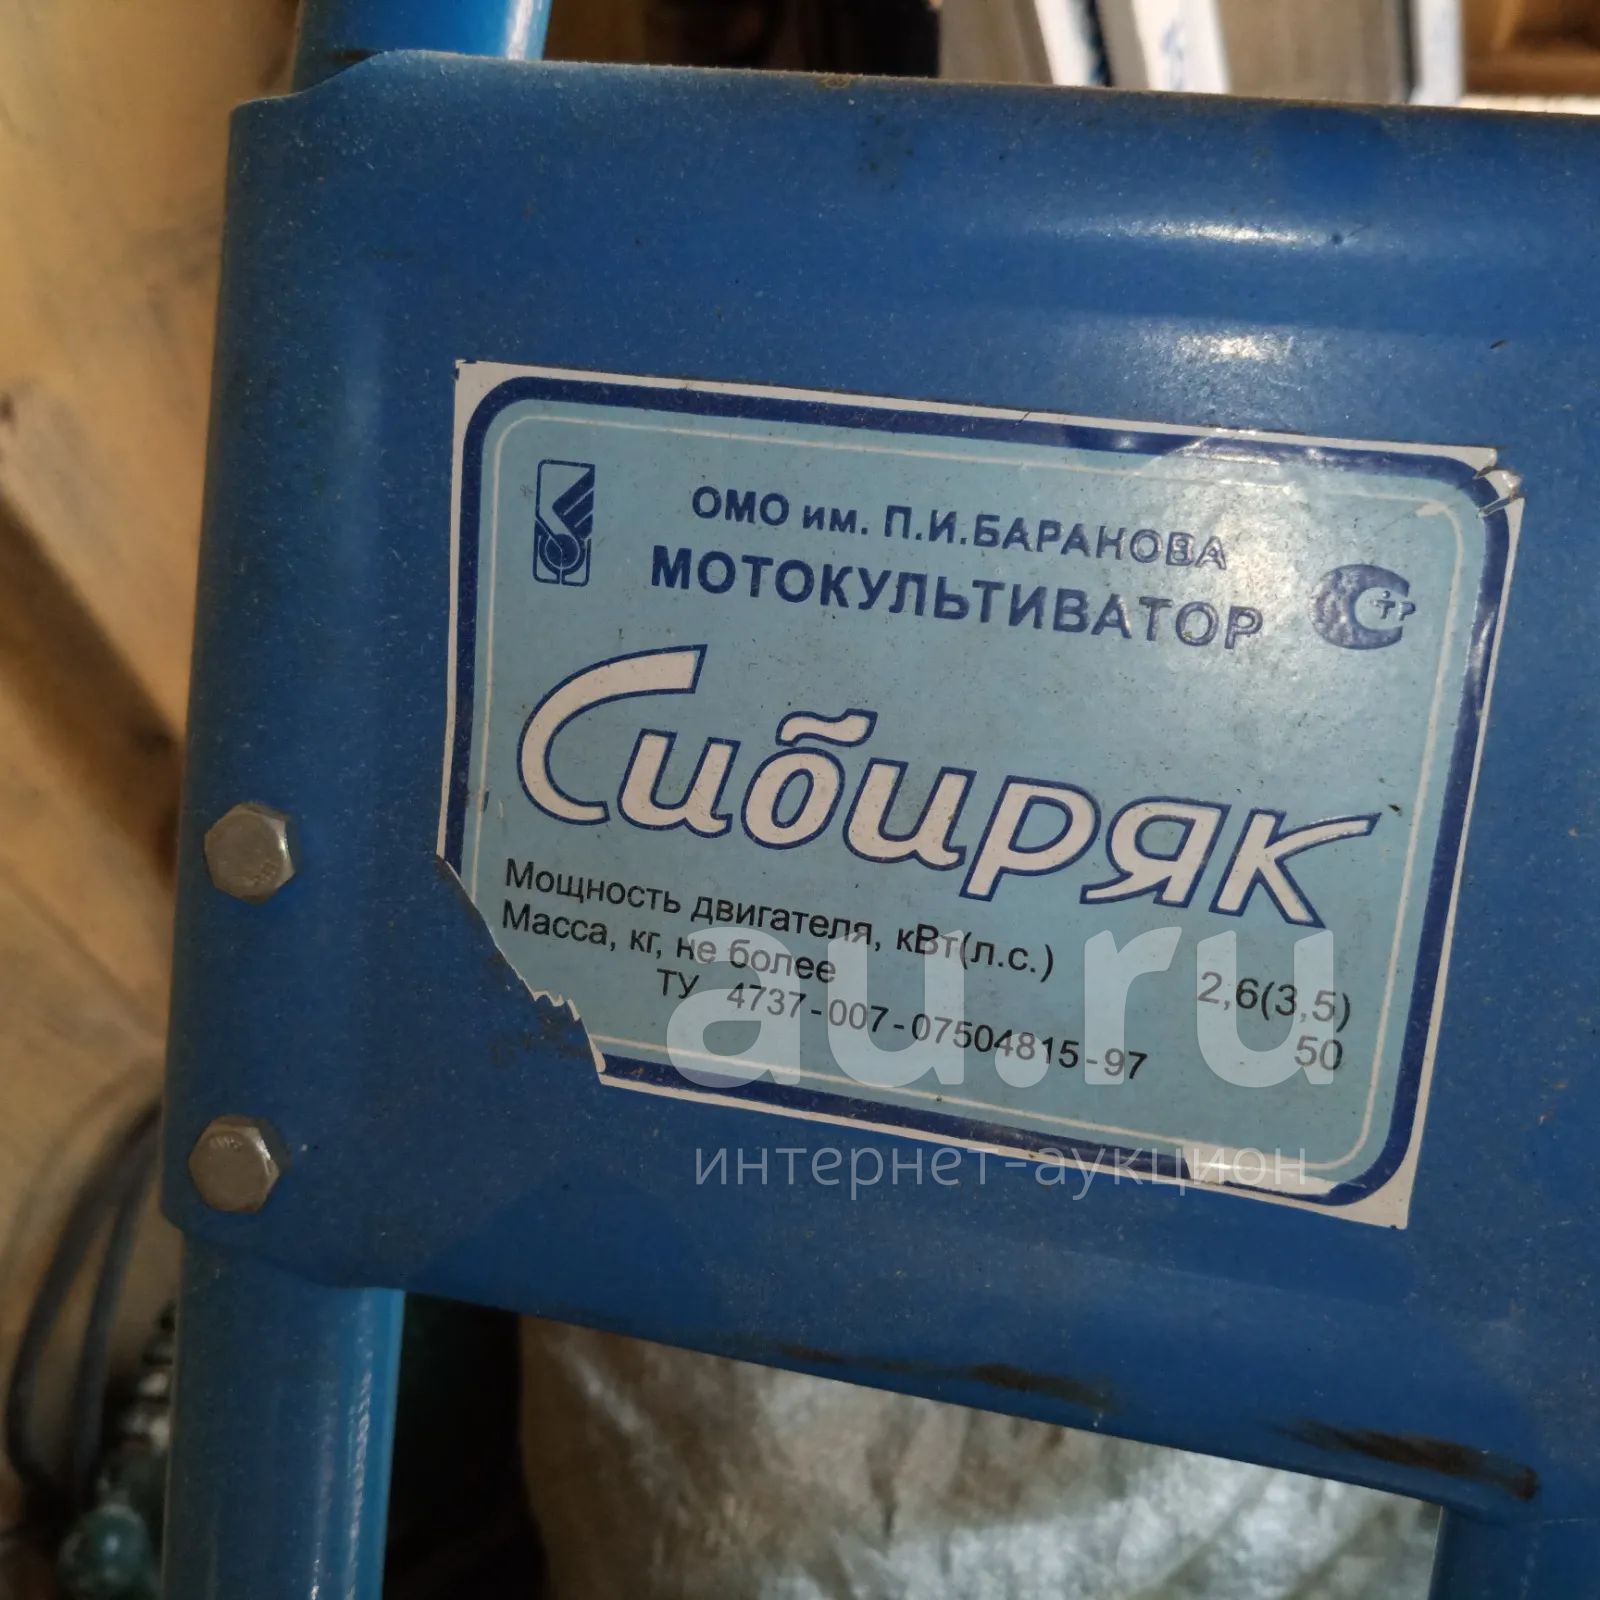 ОМО им. П.И.БАРАНОВА
МОТОКУЛЬТИВАТОР
Сибиряк
Мощность двигателя, кВт(л.с.) 2,6(3,5)
Масса, кг, не более 50
ТУ 4737-007-07504815-97
au.ru
интернет-аукцион